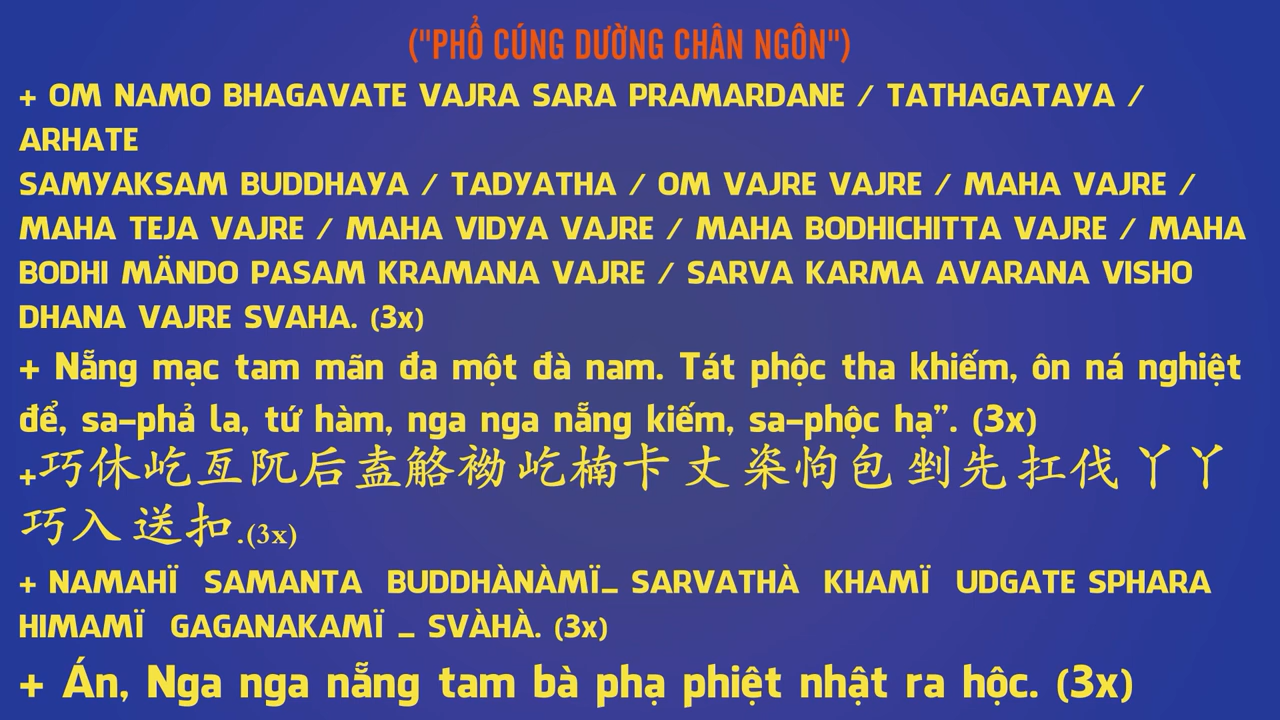 ("PHỔ CÚNG DƯỜNG CHÂN NGÔN")
+ OM NAMO BHAGAVATE VAJRA SARA PRAMARDANE / TATHAGATAYA /
ARHATE
SAMYAKSAM BUDDHAYA / TADYATHA / OM VAJRE VAJRE / MAHA VAJRE /
MAHA TEJA VAJRE / MAHA VIDYA VAJRE / MAHA BODHICHITTA VAJRE / MAHA
BODHI MÄNDO PASAM KRAMANA VAJRE / SARVA KARMA AVARANA VISHO
DHANA VAJRE SVAHA. (3x)
+ Nẵng mạc tam mãn đa một đà nam. Tát phộc tha khiếm, ôn ná nghiệt
để, sa-phả la, tứ hàm, nga nga nẵng kiếm, sa-phộc hạ”. (3x)
+巧休屹亙阢后盍觡袎屹楠卡丈楶怐包剉先扛伐丫丫
巧入送扣.(3x)
+ NAMAHÏ SAMANTA BUDDHÀNÀMÏ_ SARVATHÀ KHAMÏ UDGATE SPHARA
HIMAMÏ GAGANAKAMÏ _ SVÀHÀ. (3x)
+ Án, Nga nga nẵng tam bà phạ phiệt nhật ra hộc. (3x)